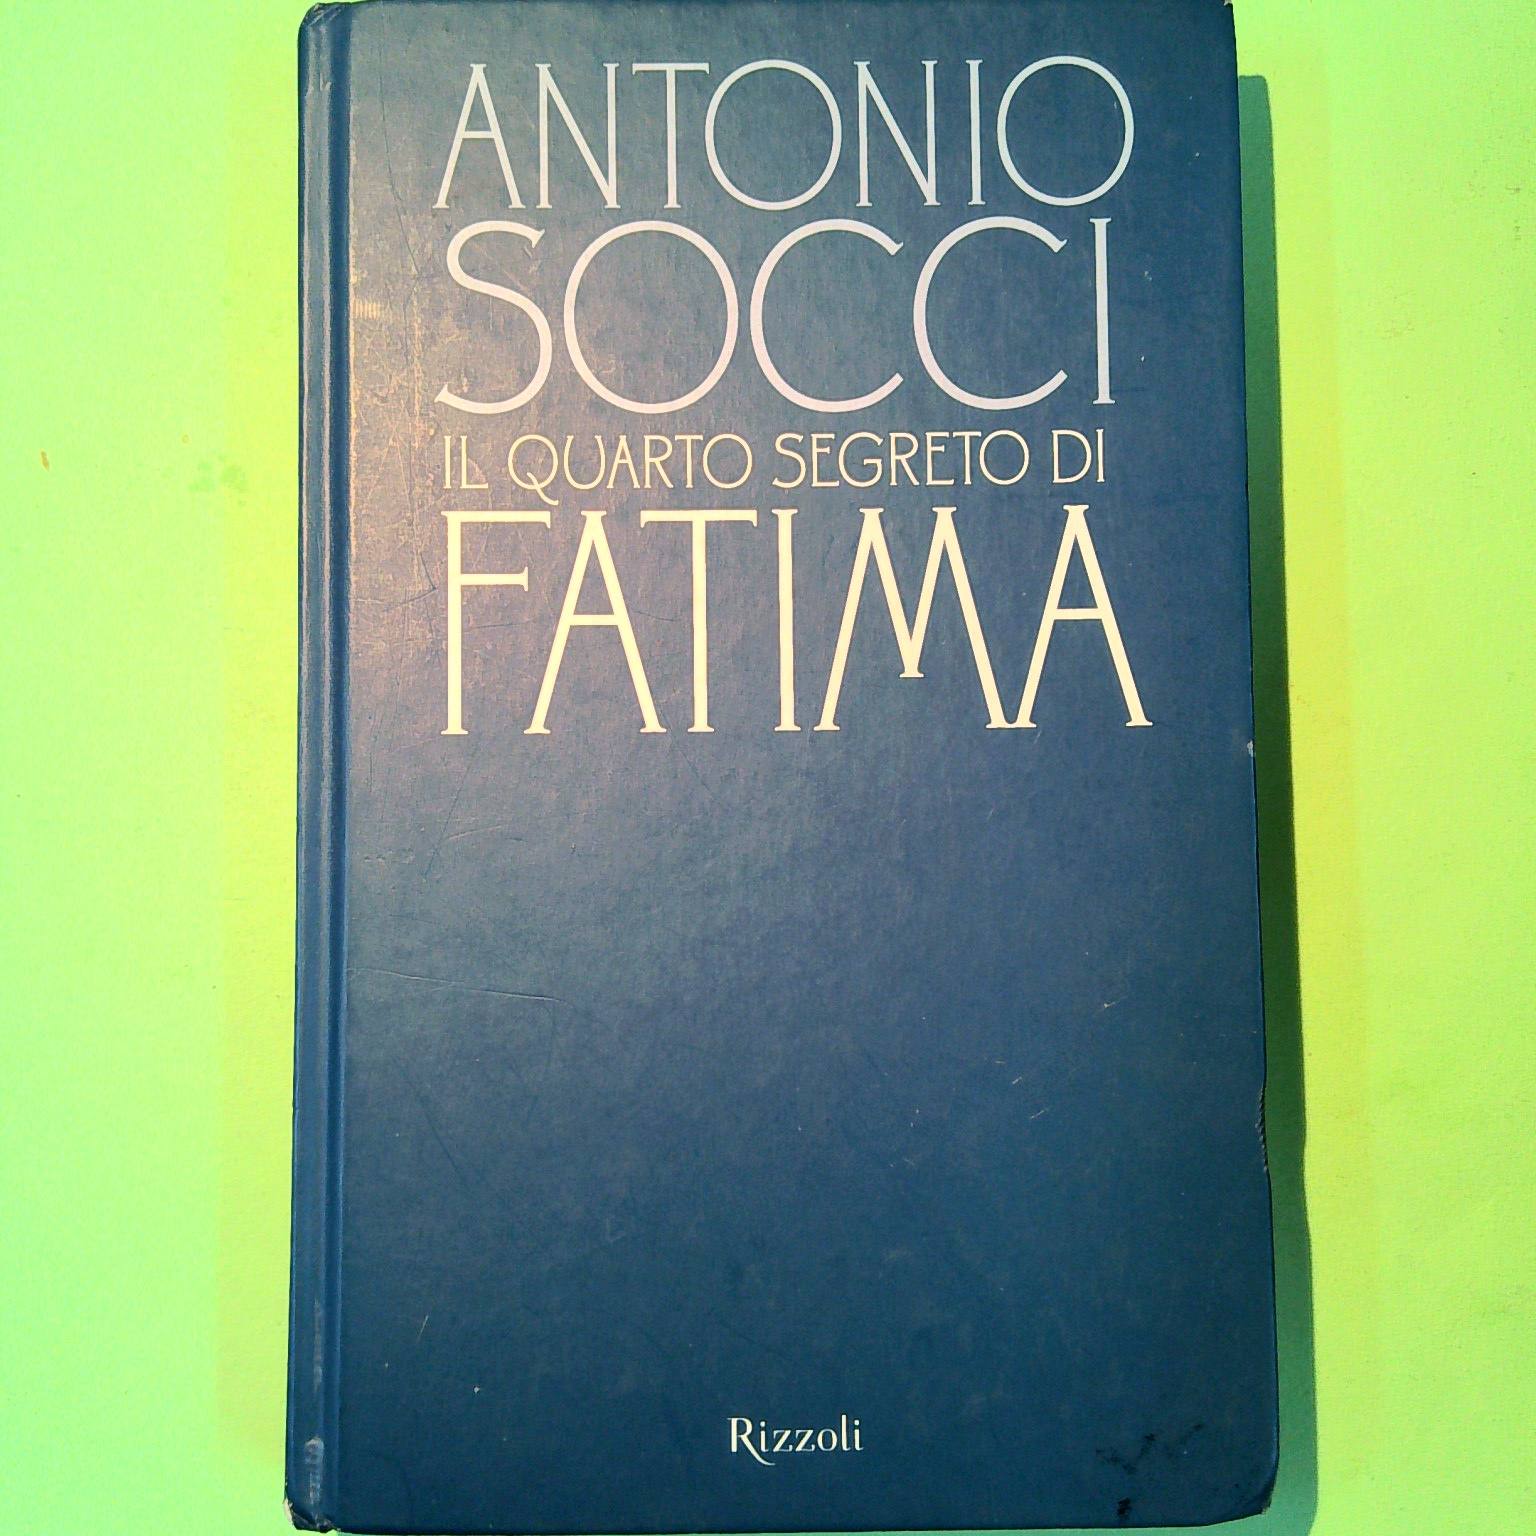 ANTONIO
SOCCI
IL QUARTO SEGRETO DI
FATIMA
Rizzoli